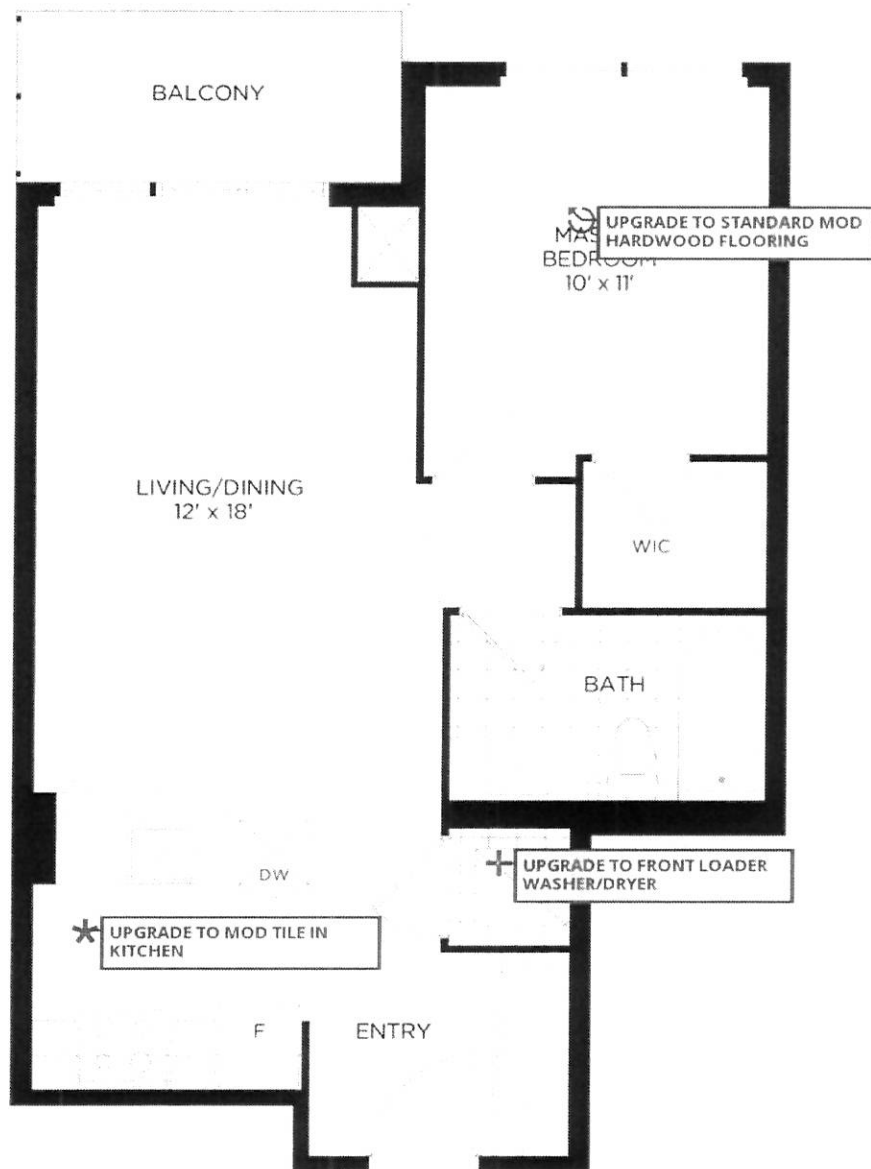 BALCONY
UPGRADE TO STANDARD MOD
HARDWOOD FLOORING
MAS
BEDROOM
10' x 11'
LIVING/DINING
12' x 18'
WIC
BATH
DW
UPGRADE TO FRONT LOADER
WASHER/DRYER
UPGRADE TO MOD TILE IN
KITCHEN
F
ENTRY